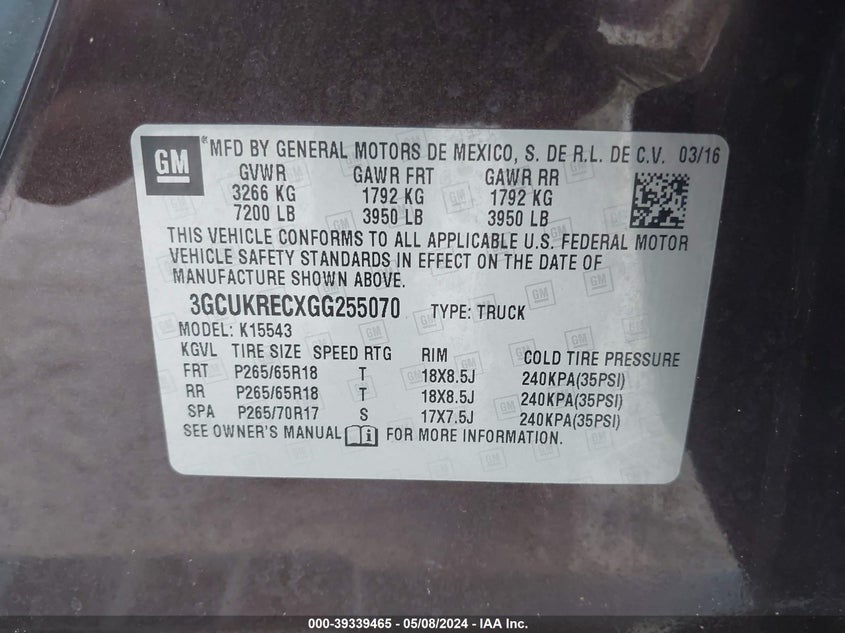 GM
® MFD BY GENERAL MOTORS DE MEXICO, S. DE R.L. DE C.V. 03/16
GVWR GAWR FRT GAWR RR
3266 KG 1792 KG 1792 KG
7200 LB 3950 LB 3950 LB
THIS VEHICLE CONFORMS TO ALL APPLICABLE U.S. FEDERAL MOTOR
VEHICLE SAFETY STANDARDS IN EFFECT ON THE DATE OF
MANUFACTURE SHOWN ABOVE.
3GCUKRECXGG255070 TYPE: TRUCK
MODEL: K15543
KGVL TIRE SIZE SPEED RTG RIM COLD TIRE PRESSURE
FRT P265/65R18 T 18X8.5J 240KPA(35PSI)
RR P265/65R18 T 18X8.5J 240KPA(35PSI)
SPA P265/70R17 S 17X7.5J 240KPA(35PSI)
SEE OWNER'S MANUAL i FOR MORE INFORMATION.
000-39339465 - 05/08/2024 - IAA Inc.